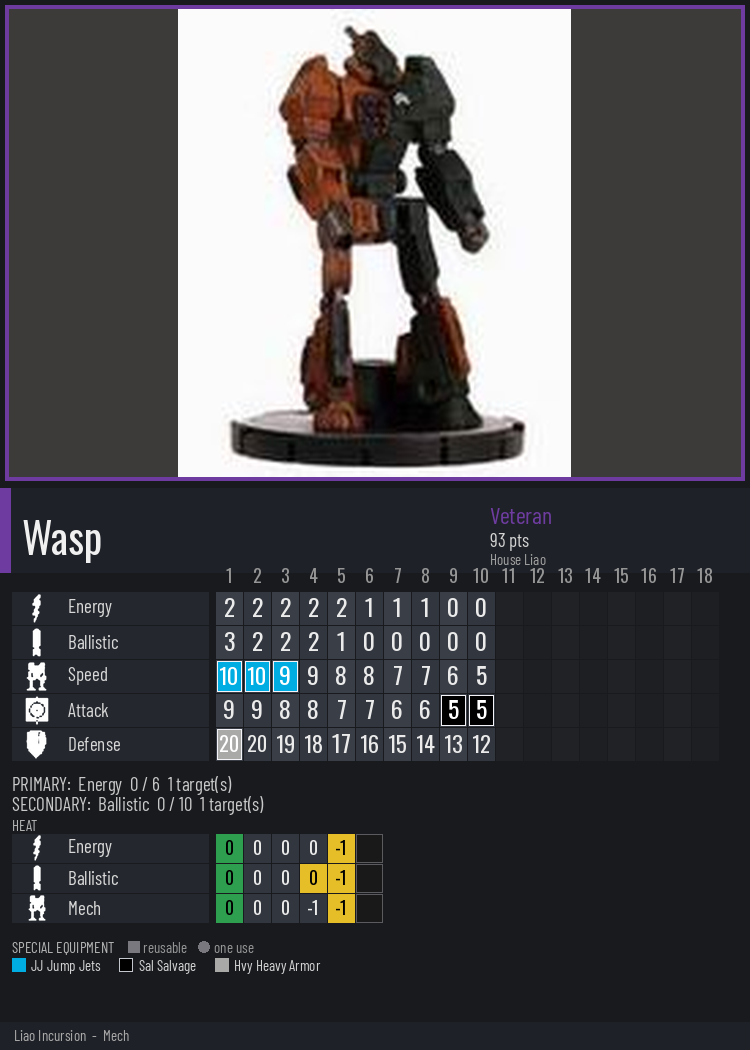 Wasp
Veteran
93 pts
House Liao
1 2 3 4 5 6 7 8 9 10 11 12 13 14 15 16 17 18
Energy 2 2 2 2 2 1 1 1 0 0
Ballistic 3 2 2 2 1 0 0 0 0 0
Speed 10 10 9 9 8 8 7 7 6 5
Attack 9 9 8 8 7 7 6 6 5 5
Defense 20 20 19 18 17 16 15 14 13 12
PRIMARY: Energy 0 / 6 1 target(s)
SECONDARY: Ballistic 0 / 10 1 target(s)
HEAT
Energy 0 0 0 0 -1
Ballistic 0 0 0 0 -1
Mech 0 0 0 -1 -1
SPECIAL EQUIPMENT reusable one use
JJ Jump Jets Sal Salvage Hvy Heavy Armor
Liao Incursion - Mech